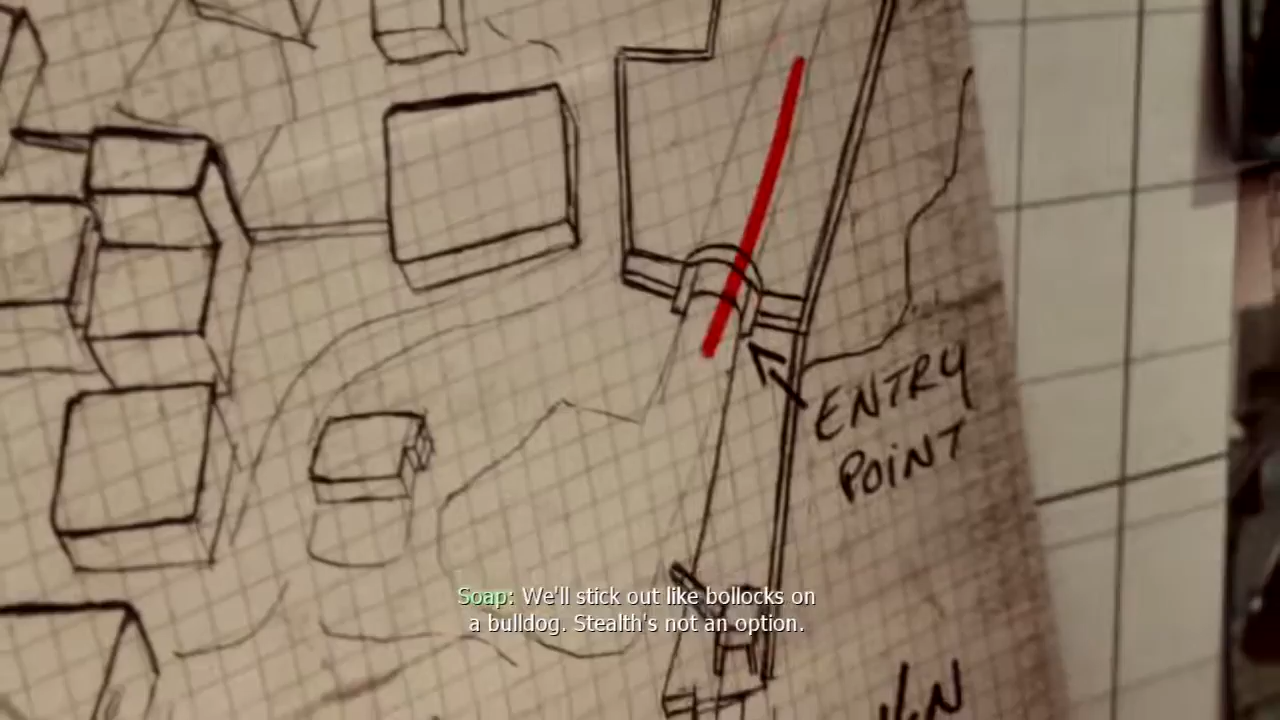 ENTRY
POINT
Soap: We'll stick out like bollocks on
a bulldog. Stealth's not an option.